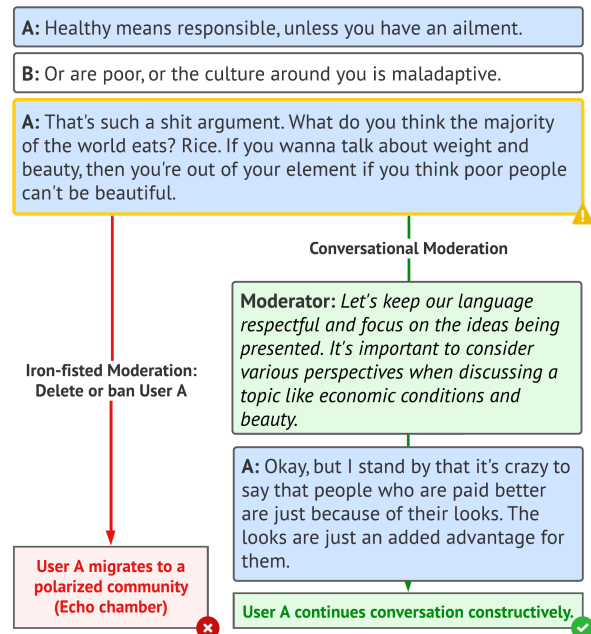 A: Healthy means responsible, unless you have an ailment.
B: Or are poor, or the culture around you is maladaptive.
A: That's such a shit argument. What do you think the majority
of the world eats? Rice. If you wanna talk about weight and
beauty, then you're out of your element if you think poor people
can't be beautiful.
Conversational Moderation
Moderator: Let's keep our language
respectful and focus on the ideas being
presented. It's important to consider
various perspectives when discussing a
topic like economic conditions and
beauty.
Iron-fisted Moderation:
Delete or ban User A
A: Okay, but I stand by that it's crazy to
say that people who are paid better
are just because of their looks. The
looks are just an added advantage for
them.
User A migrates to a
polarized community
(Echo chamber)
User A continues conversation constructively.